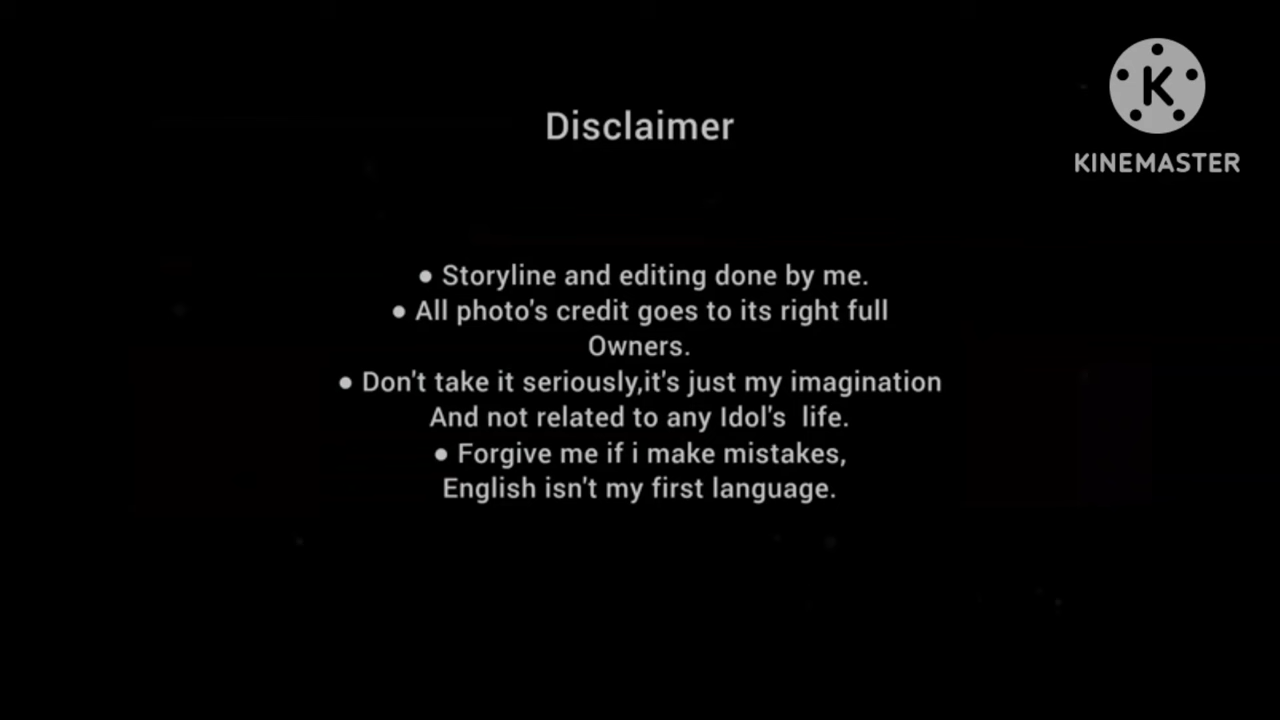 Disclaimer
K
KINEMASTER
● Storyline and editing done by me.
● All photo's credit goes to its right full
Owners.
● Don't take it seriously,it's just my imagination
And not related to any Idol's  life.
● Forgive me if i make mistakes,
English isn't my first language.